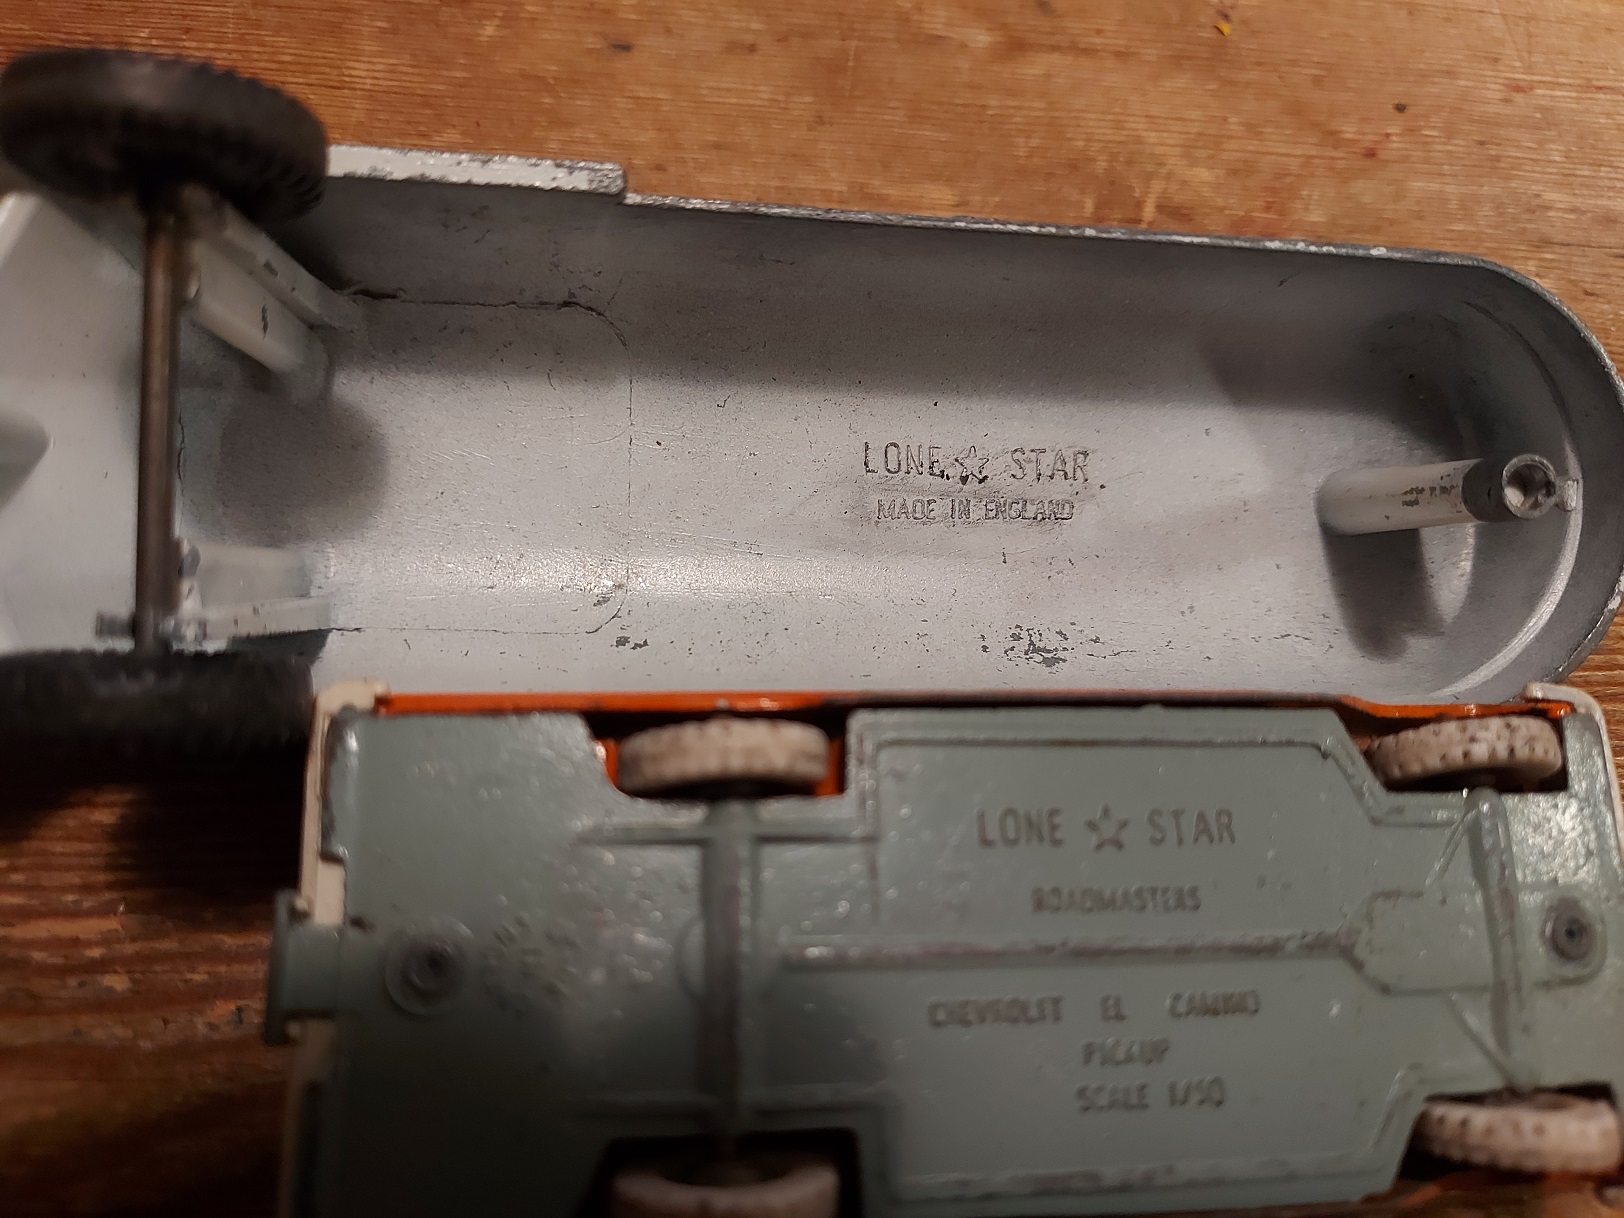 LONE ☆ STAR
MADE IN ENGLAND
LONE ☆ STAR
ROADMASTERS
CHEVROLET EL CAMINO
PICKUP
SCALE 1/50